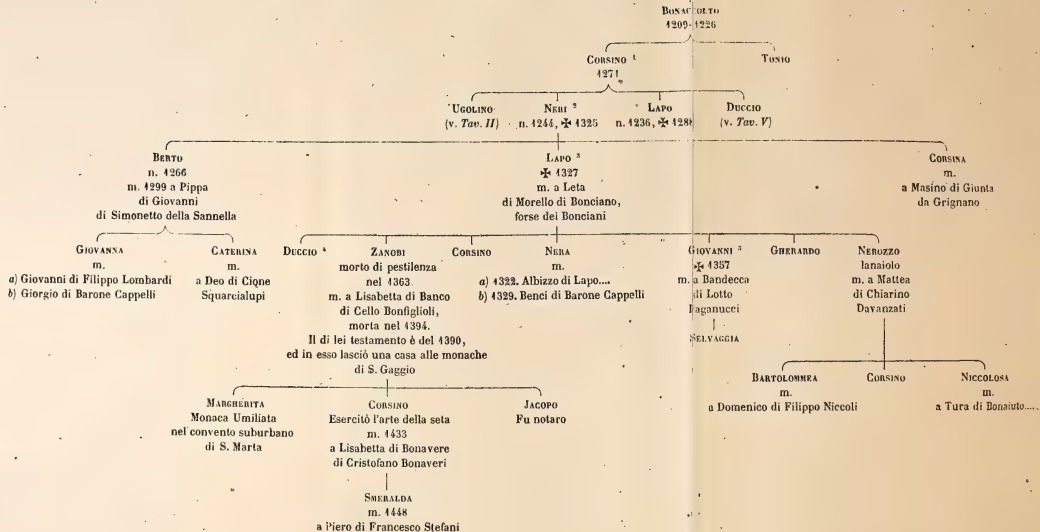 BONACCOLTO
1209-1226
CORSINO 1
1271
TONIO
UGOLINO
(v. Tav. II)
NERI 2
n. 1244, ✠ 1325
LAPO
n. 1236, ✠ 128
DUCCIO
(v. Tav. V)
BERTO
n. 1266
m. 1299 a Pippa
di Giovanni
di Simonetto della Sannella
LAPO 3
✠ 1327
m. a Leta
di Morello di Bonciano,
forse dei Bonciani
CORSINA
m.
a Masino di Giunta
da Grignano
GIOVANNA
m.
a) Giovanni di Filippo Lombardi
b) Giorgio di Barone Cappelli
CATERINA
m.
a Deo di Cione
Squarcialupi
DUCCIO 4
ZANOBI
morto di pestilenza
nel 1363.
m. a Lisabetta di Banco
di Cello Bonfiglioli,
morta nel 1394.
Il di lei testamento è del 1390,
ed in esso lasciò una casa alle monache
di S. Gaggio
CORSINO
NERA
m.
a) 1322. Albizzo di Lapo....
b) 1329. Benci di Barone Cappelli
GIOVANNI 5
✠ 1357
m. a Bandecca
di Lotto
Paganucci
SELVAGGIA
GHERARDO
NEROZZO
lanaiolo
m. a Mattea
di Chiarino
Davanzati
BARTOLOMMEA
m.
a Domenico di Filippo Niccoli
CORSINO
NICCOLOSA
m.
a Tura di Bonaiuto.....
MARGHERITA
Monaca Umiliata
nel convento suburbano
di S. Marta
CORSINO
Esercitò l'arte della seta
m. 1433
a Lisabetta di Bonavere
di Cristofano Bonaveri
JACOPO
Fu notaro
SMERALDA
m. 1448
a Piero di Francesco Stefani